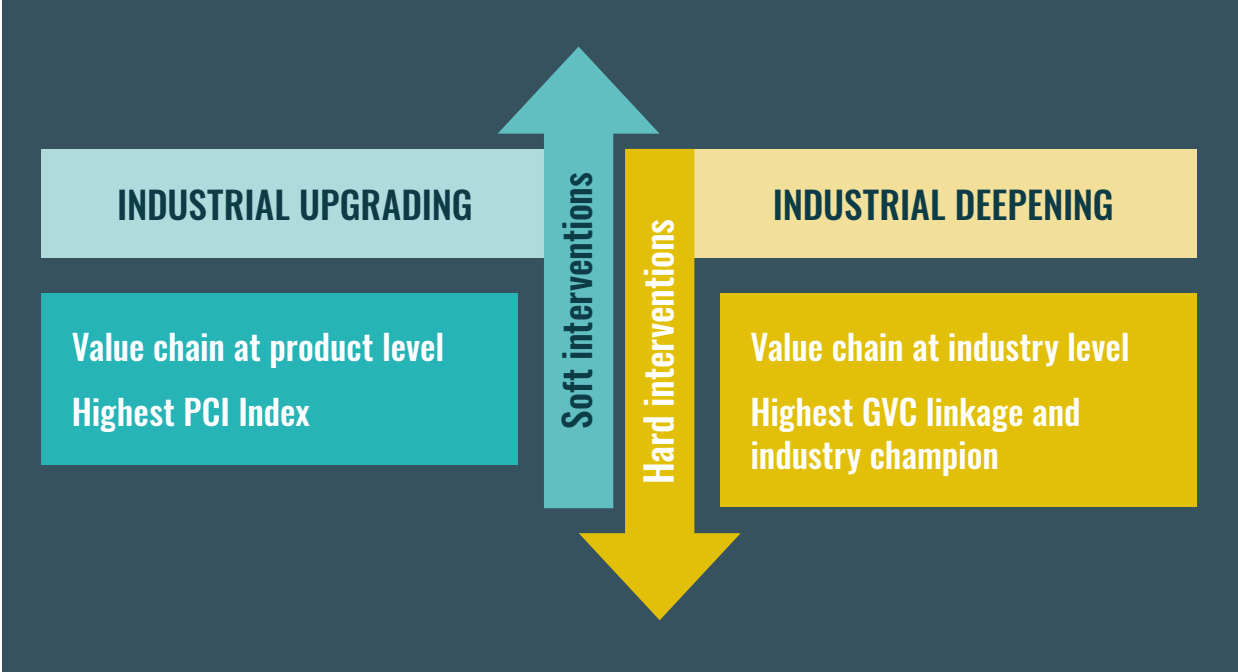 INDUSTRIAL UPGRADING
Value chain at product level
Highest PCI Index
Soft interventions
Hard interventions
INDUSTRIAL DEEPENING
Value chain at industry level
Highest GVC linkage and
industry champion